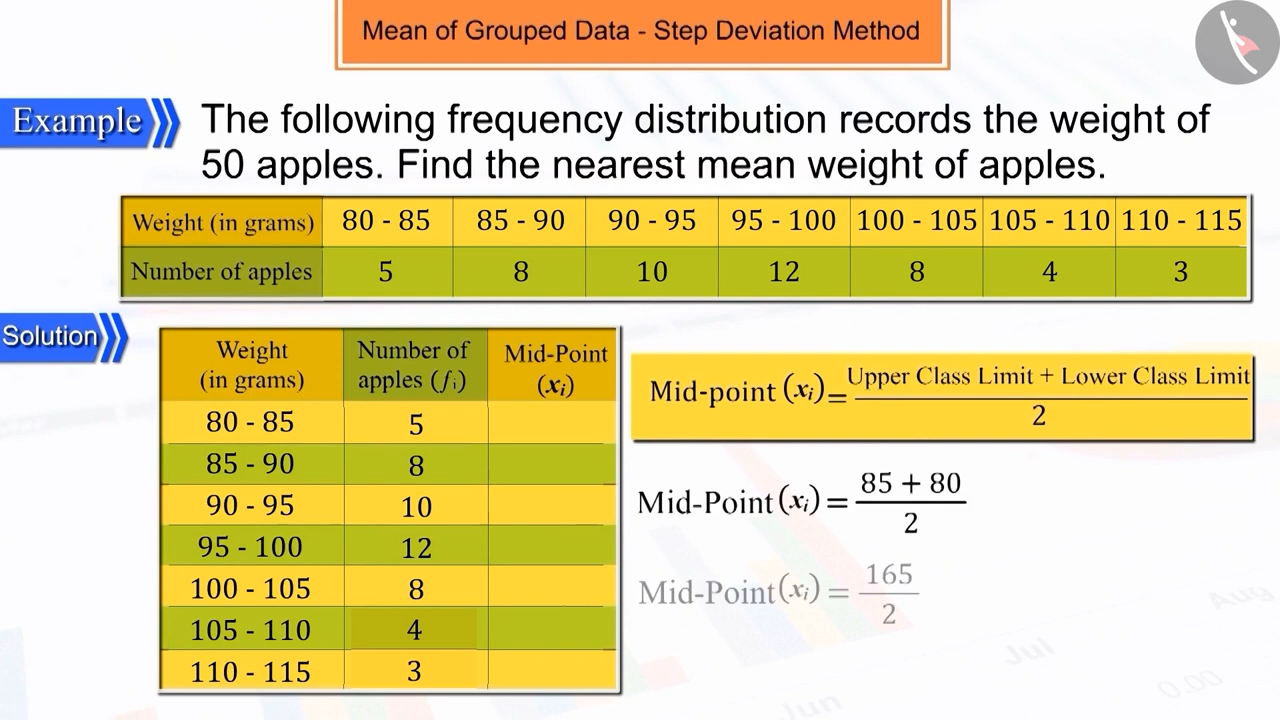 Mean of Grouped Data - Step Deviation Method
Example
The following frequency distribution records the weight of
50 apples. Find the nearest mean weight of apples.
Weight (in grams) 80 - 85 85 - 90 90 - 95 95 - 100 100 - 105 105 - 110 110 - 115
Number of apples 5 8 10 12 8 4 3
Solution
Weight (in grams) Number of apples (fi) Mid-Point (xi)
80 - 85 5
85 - 90 8
90 - 95 10
95 - 100 12
100 - 105 8
105 - 110 4
110 - 115 3
Mid-point (xi) = Upper Class Limit + Lower Class Limit / 2
Mid-Point (xi) = 85 + 80 / 2
Mid-Point (xi) = 165 / 2
Jun
Jul
Aug
0.00